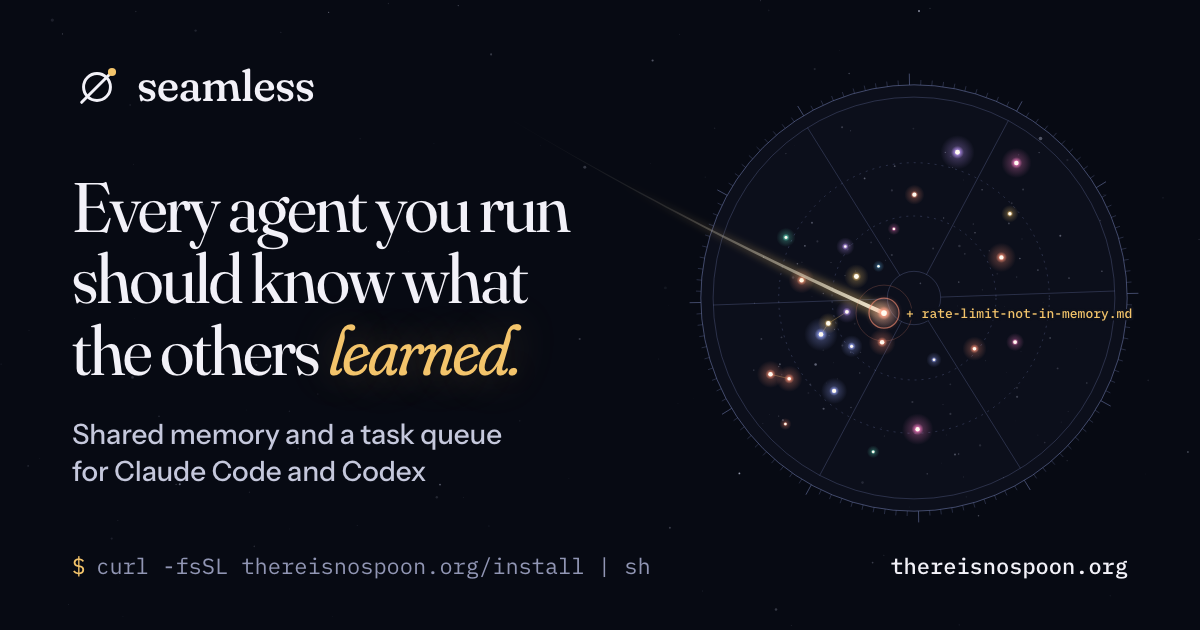 seamless
Every agent you run
should know what
the others learned.
+ rate-limit-not-in-memory.md
Shared memory and a task queue
for Claude Code and Codex
$ curl -fsSL thereisnospoon.org/install | sh
thereisnospoon.org